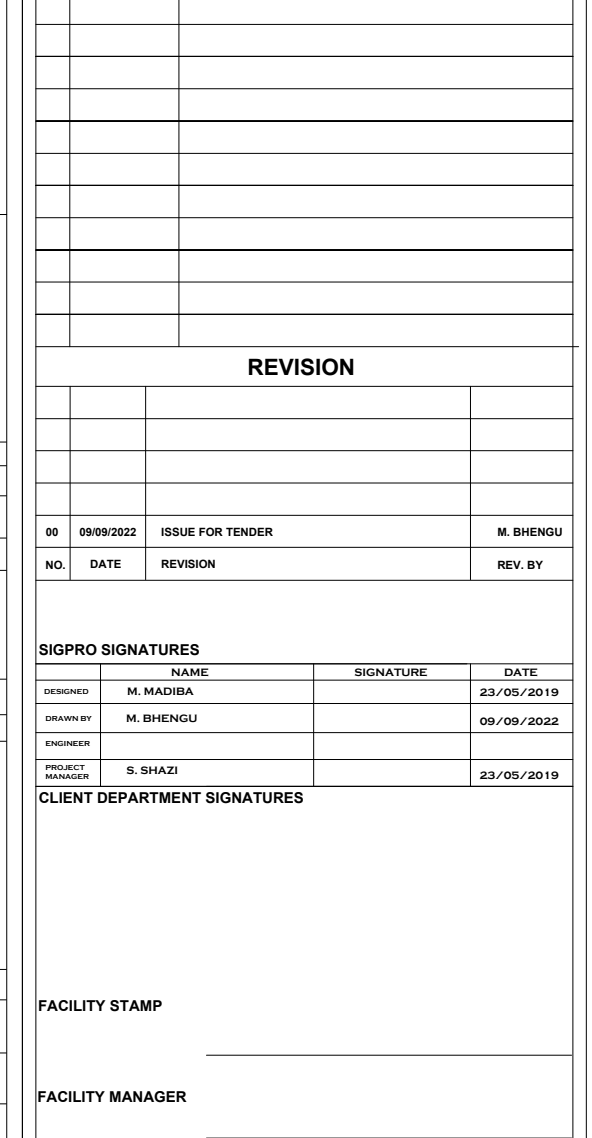 REVISION
00 09/09/2022 ISSUE FOR TENDER M. BHENGU
NO. DATE REVISION REV. BY
SIGPRO SIGNATURES
NAME SIGNATURE DATE
DESIGNED M. MADIBA 23/05/2019
DRAWN BY M. BHENGU 09/09/2022
ENGINEER
PROJECT
MANAGER S. SHAZI 23/05/2019
CLIENT DEPARTMENT SIGNATURES
FACILITY STAMP
FACILITY MANAGER